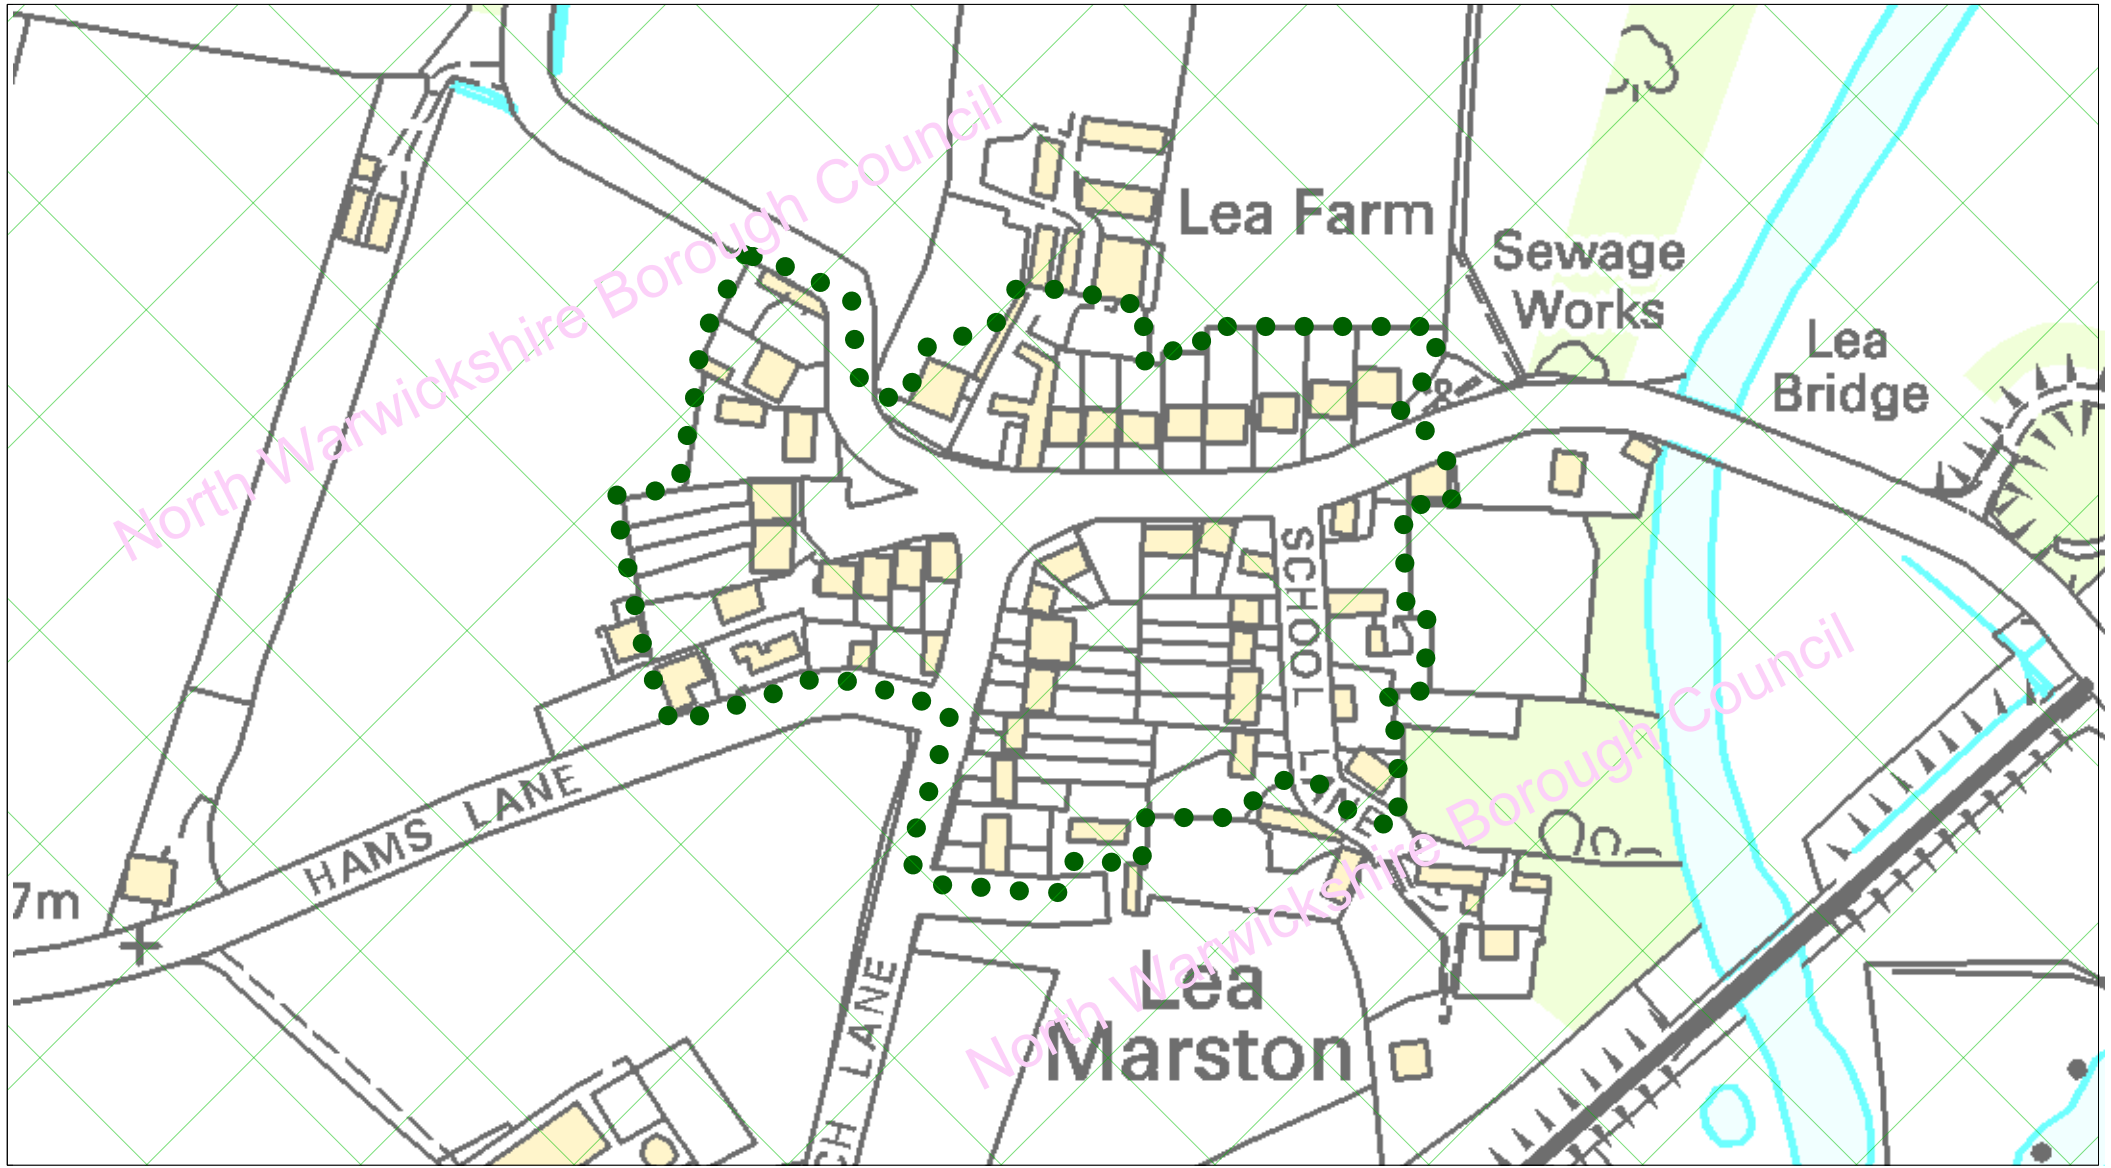 North Warwickshire Borough Council
Lea Farm
Sewage
Works
Lea
Bridge
SCHOOL LANE
HAMS LANE
7m
North Warwickshire Borough Council
Lea
Marston
CH LANE